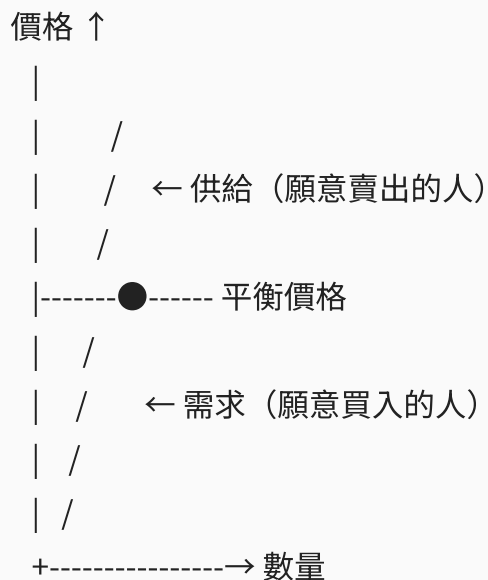 價格 ↑
|
|          /
|         /     ← 供給（願意賣出的人）
|        /
|-------●------ 平衡價格
|      /
|     /        ← 需求（願意買入的人）
|    /
|   /
+----------------→ 數量